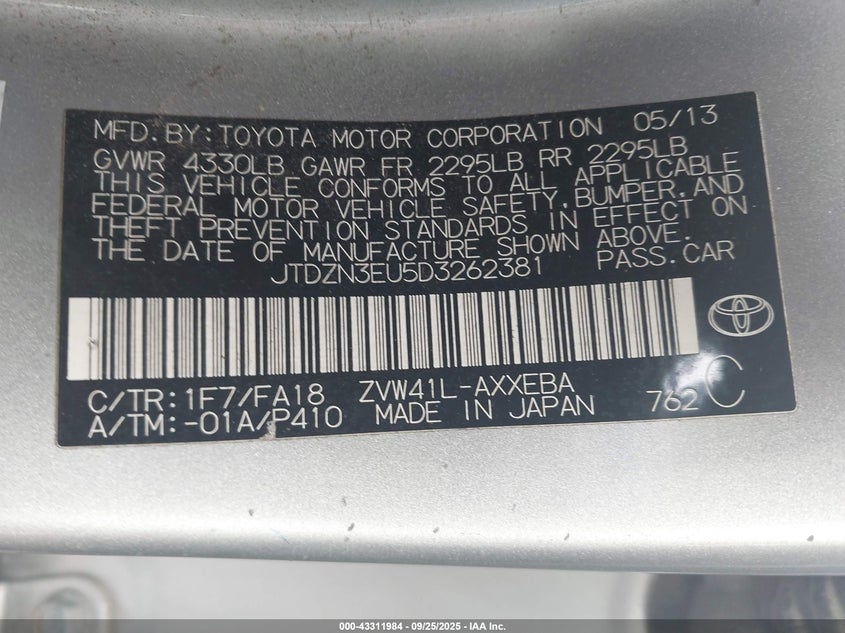 MFD. BY: TOYOTA MOTOR CORPORATION 05/13
GVWR 4330LB GAWR FR 2295LB RR 2295LB
THIS VEHICLE CONFORMS TO ALL APPLICABLE
FEDERAL MOTOR VEHICLE SAFETY, BUMPER, AND
THEFT PREVENTION STANDARDS IN EFFECT ON
THE DATE OF MANUFACTURE SHOWN ABOVE.
JTDZN3EU5D3262381 PASS. CAR
C/TR: 1F7/FA18 ZVW41L-AXXEBA
A/TM: -01A/P410 MADE IN JAPAN 762 C
000-43311984 - 09/25/2025 - IAA Inc.